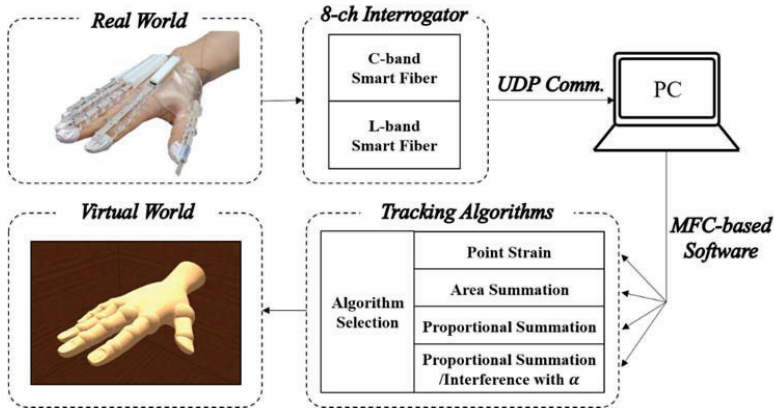 Real World
8-ch Interrogator
C-band
Smart Fiber
L-band
Smart Fiber
UDP Comm.
PC
MFC-based
Software
Tracking Algorithms
Algorithm
Selection
Point Strain
Area Summation
Proportional Summation
Proportional Summation
/Interference with α
Virtual World